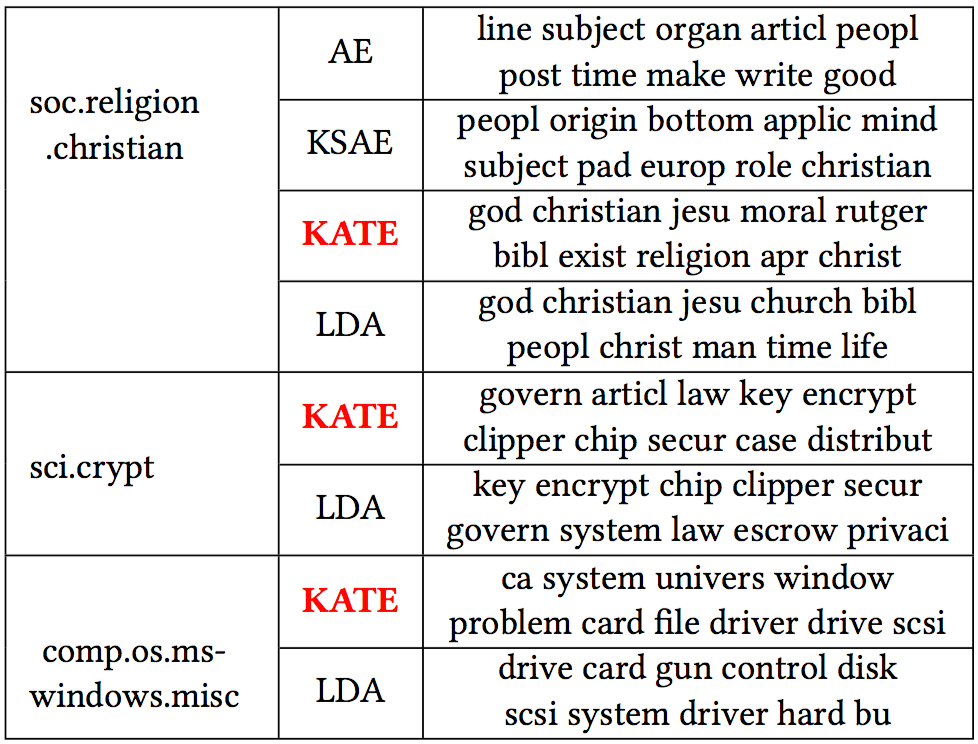 soc.religion
.christian
AE
line subject organ articl peopl
post time make write good
KSAE
peopl origin bottom applic mind
subject pad europ role christian
KATE
god christian jesu moral rutger
bibl exist religion apr christ
LDA
god christian jesu church bibl
peopl christ man time life
sci.crypt
KATE
govern articl law key encrypt
clipper chip secur case distribut
LDA
key encrypt chip clipper secur
govern system law escrow privaci
comp.os.ms-
windows.misc
KATE
ca system univers window
problem card file driver drive scsi
LDA
drive card gun control disk
scsi system driver hard bu